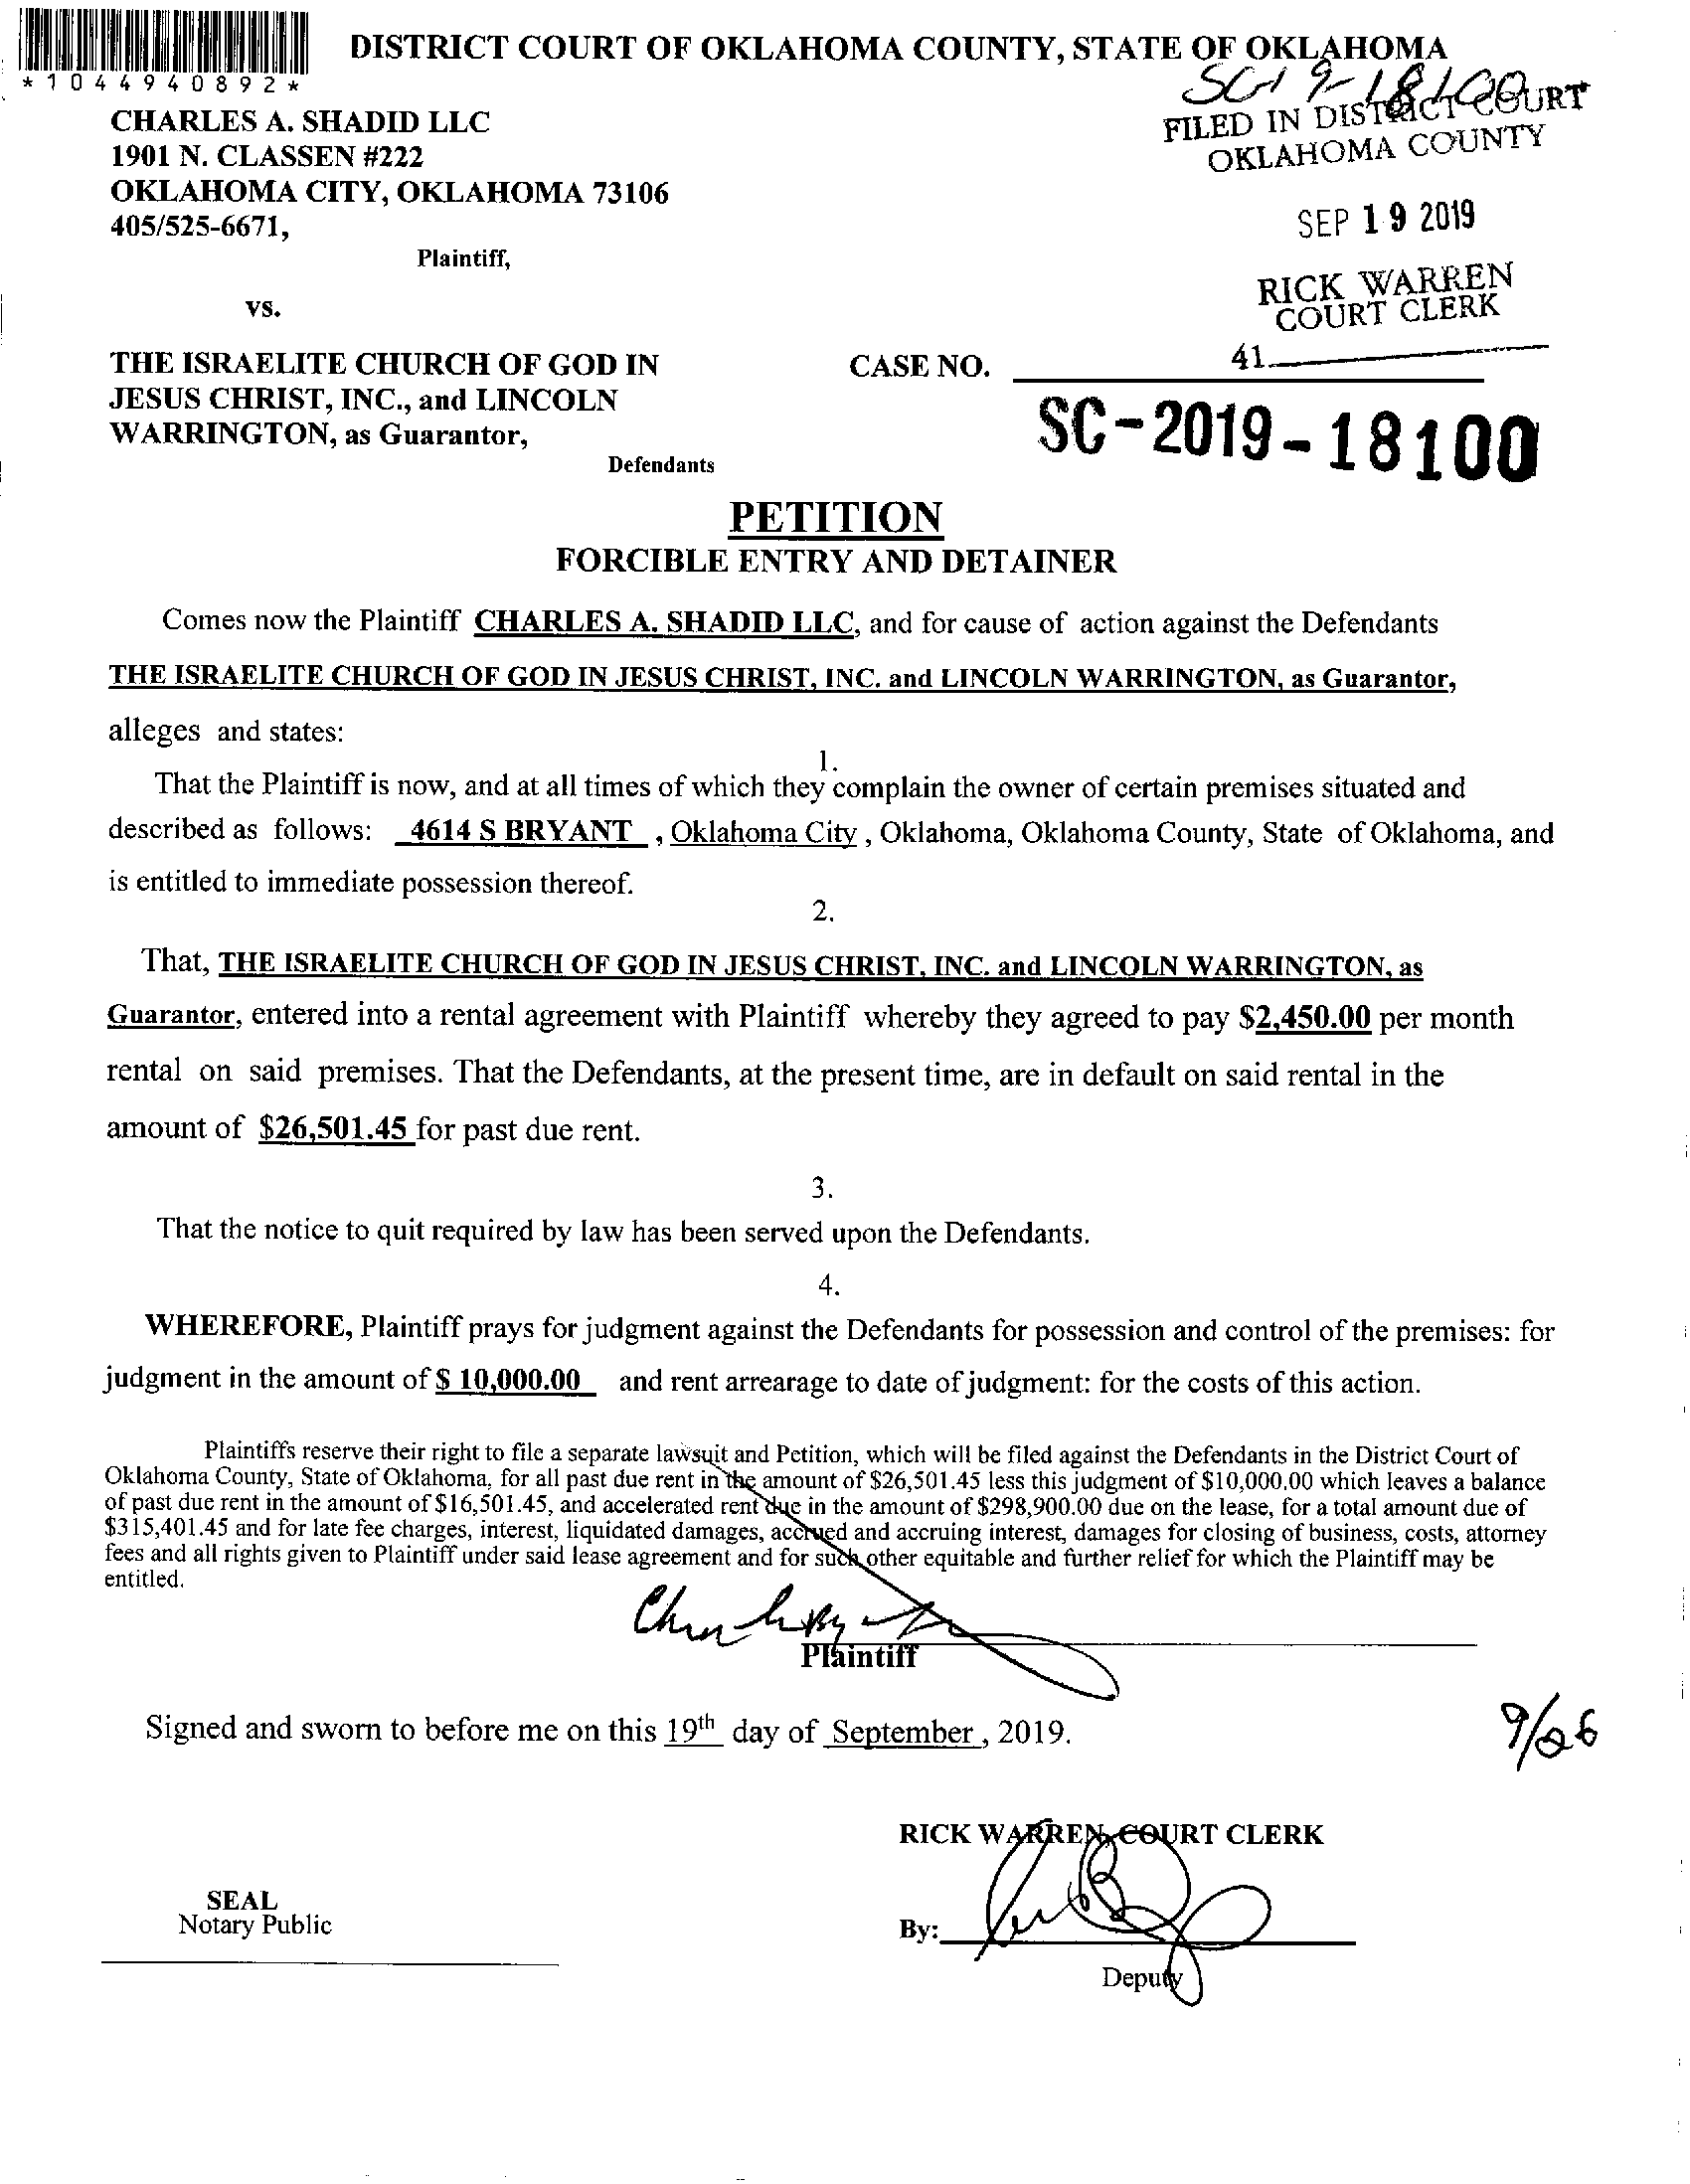 *1044940892*
DISTRICT COURT OF OKLAHOMA COUNTY, STATE OF OKLAHOMA
SC19-18100
FILED IN DISTRICT COURT
OKLAHOMA COUNTY
CHARLES A. SHADID LLC
1901 N. CLASSEN #222
OKLAHOMA CITY, OKLAHOMA 73106
405/525-6671,
Plaintiff,
SEP 19 2019
RICK WARREN
COURT CLERK
vs.
41
THE ISRAELITE CHURCH OF GOD IN
JESUS CHRIST, INC., and LINCOLN
WARRINGTON, as Guarantor,
Defendants
CASE NO.
SC-2019-18100
PETITION
FORCIBLE ENTRY AND DETAINER
Comes now the Plaintiff CHARLES A. SHADID LLC, and for cause of action against the Defendants
THE ISRAELITE CHURCH OF GOD IN JESUS CHRIST, INC. and LINCOLN WARRINGTON, as Guarantor,
alleges and states:
1.
That the Plaintiff is now, and at all times of which they complain the owner of certain premises situated and
described as follows: 4614 S BRYANT , Oklahoma City , Oklahoma, Oklahoma County, State of Oklahoma, and
is entitled to immediate possession thereof.
2.
That, THE ISRAELITE CHURCH OF GOD IN JESUS CHRIST, INC. and LINCOLN WARRINGTON, as
Guarantor, entered into a rental agreement with Plaintiff whereby they agreed to pay $2,450.00 per month
rental on said premises. That the Defendants, at the present time, are in default on said rental in the
amount of $26,501.45 for past due rent.
3.
That the notice to quit required by law has been served upon the Defendants.
4.
WHEREFORE, Plaintiff prays for judgment against the Defendants for possession and control of the premises: for
judgment in the amount of $ 10,000.00 and rent arrearage to date of judgment: for the costs of this action.
Plaintiffs reserve their right to file a separate lawsuit and Petition, which will be filed against the Defendants in the District Court of
Oklahoma County, State of Oklahoma, for all past due rent in the amount of $26,501.45 less this judgment of $10,000.00 which leaves a balance
of past due rent in the amount of $16,501.45, and accelerated rent due in the amount of $298,900.00 due on the lease, for a total amount due of
$315,401.45 and for late fee charges, interest, liquidated damages, accrued and accruing interest, damages for closing of business, costs, attorney
fees and all rights given to Plaintiff under said lease agreement and for such other equitable and further relief for which the Plaintiff may be
entitled.
Plaintiff
Signed and sworn to before me on this 19th day of September , 2019.
9/26
RICK WARREN, COURT CLERK
SEAL
Notary Public
By:
Deputy